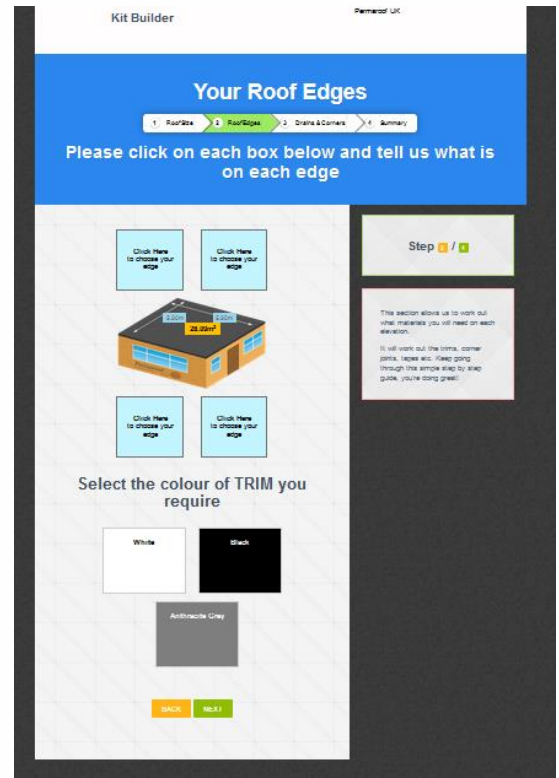 Kit Builder
Permaroof UK
Your Roof Edges
1 Roof Size 2 Roof Edges 3 Drains & Corners 4 Summary
Please click on each box below and tell us what is
on each edge
Click Here
to choose your
edge
Click Here
to choose your
edge
Step 2 / 4
28.00m²
This section allows us to work out
what materials you will need on each
elevation.
It will work out the trims, corner
joints, tapes etc. Keep going
through this simple step by step
guide, you're doing great!
Click Here
to choose your
edge
Click Here
to choose your
edge
Select the colour of TRIM you
require
White
Black
Anthracite Grey
BACK
NEXT